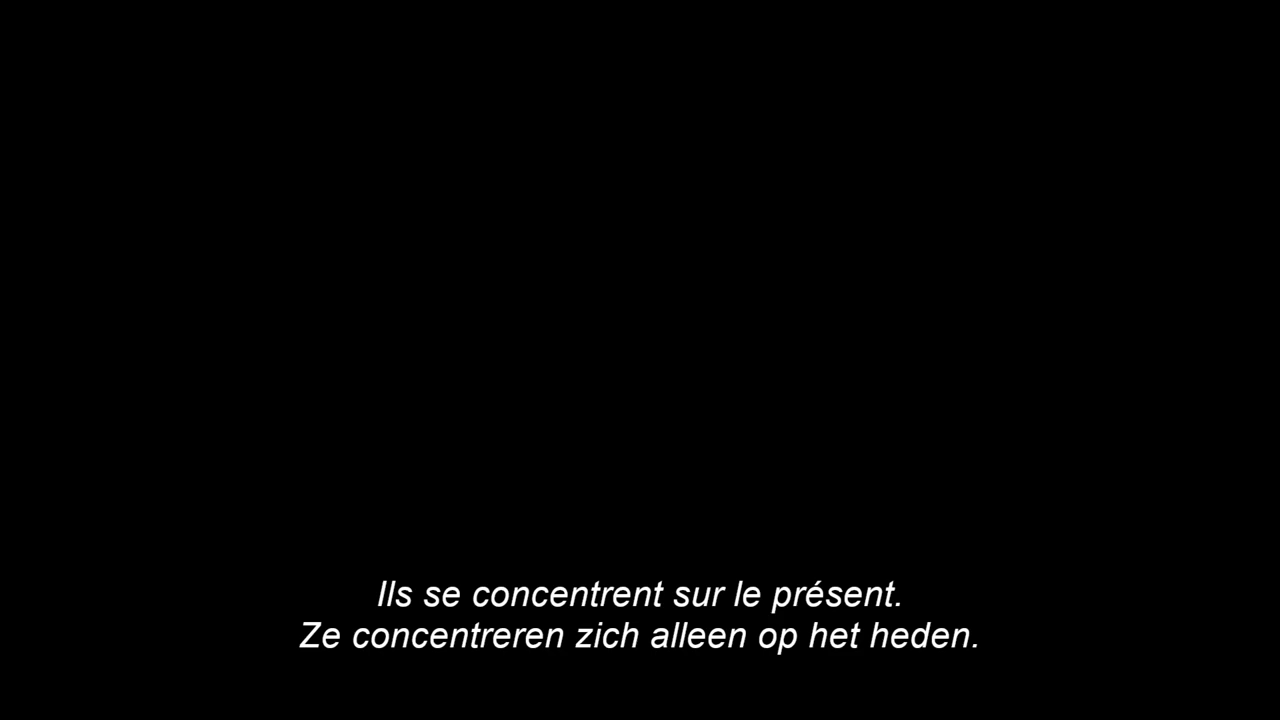 Ils se concentrent sur le présent.
Ze concentreren zich alleen op het heden.